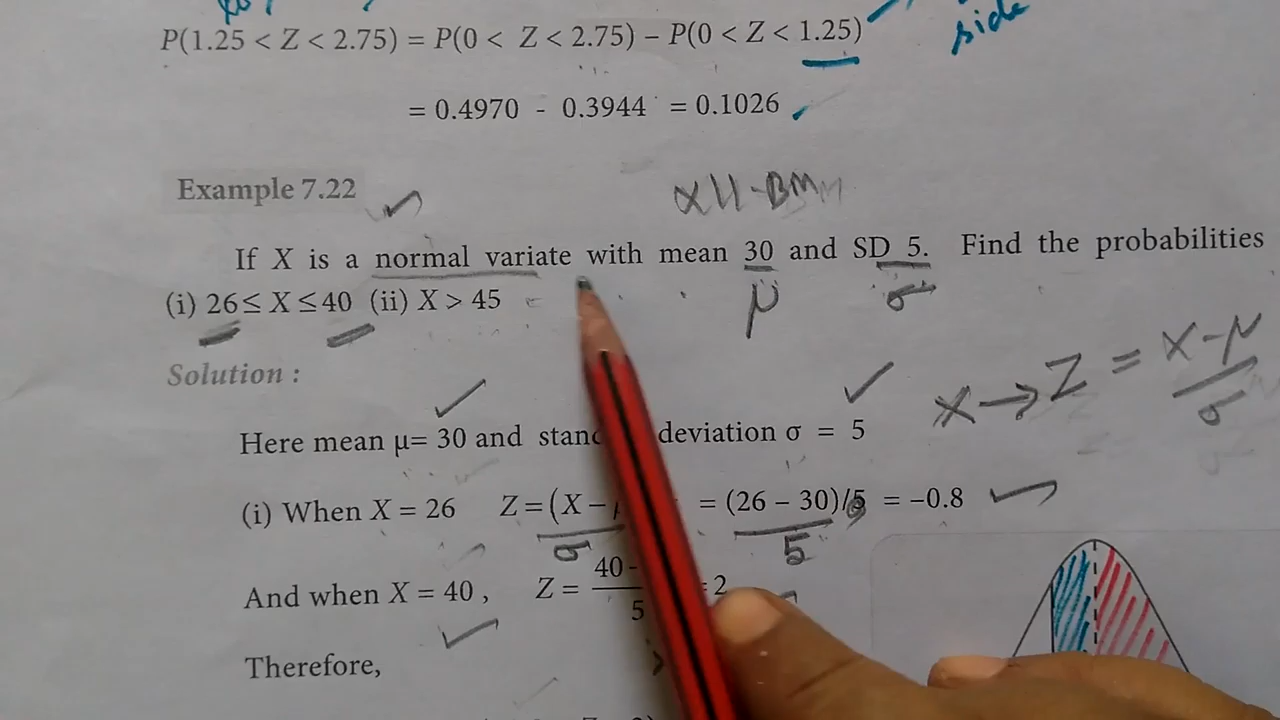 P(1.25 < Z < 2.75) = P(0 < Z < 2.75) − P(0 < Z < 1.25)
side
= 0.4970 - 0.3944 = 0.1026
Example 7.22
XII-BM
If X is a normal variate with mean 30 and SD 5. Find the probabilities
(i) 26 ≤ X ≤ 40 (ii) X > 45
μ
σ
Solution :
X → Z = X-μ
σ
Here mean μ= 30 and deviation σ = 5
(i) When X = 26 Z = (X − = (26 − 30)/5 = −0.8
σ 5
And when X = 40 , Z = 40- 2
5
Therefore,